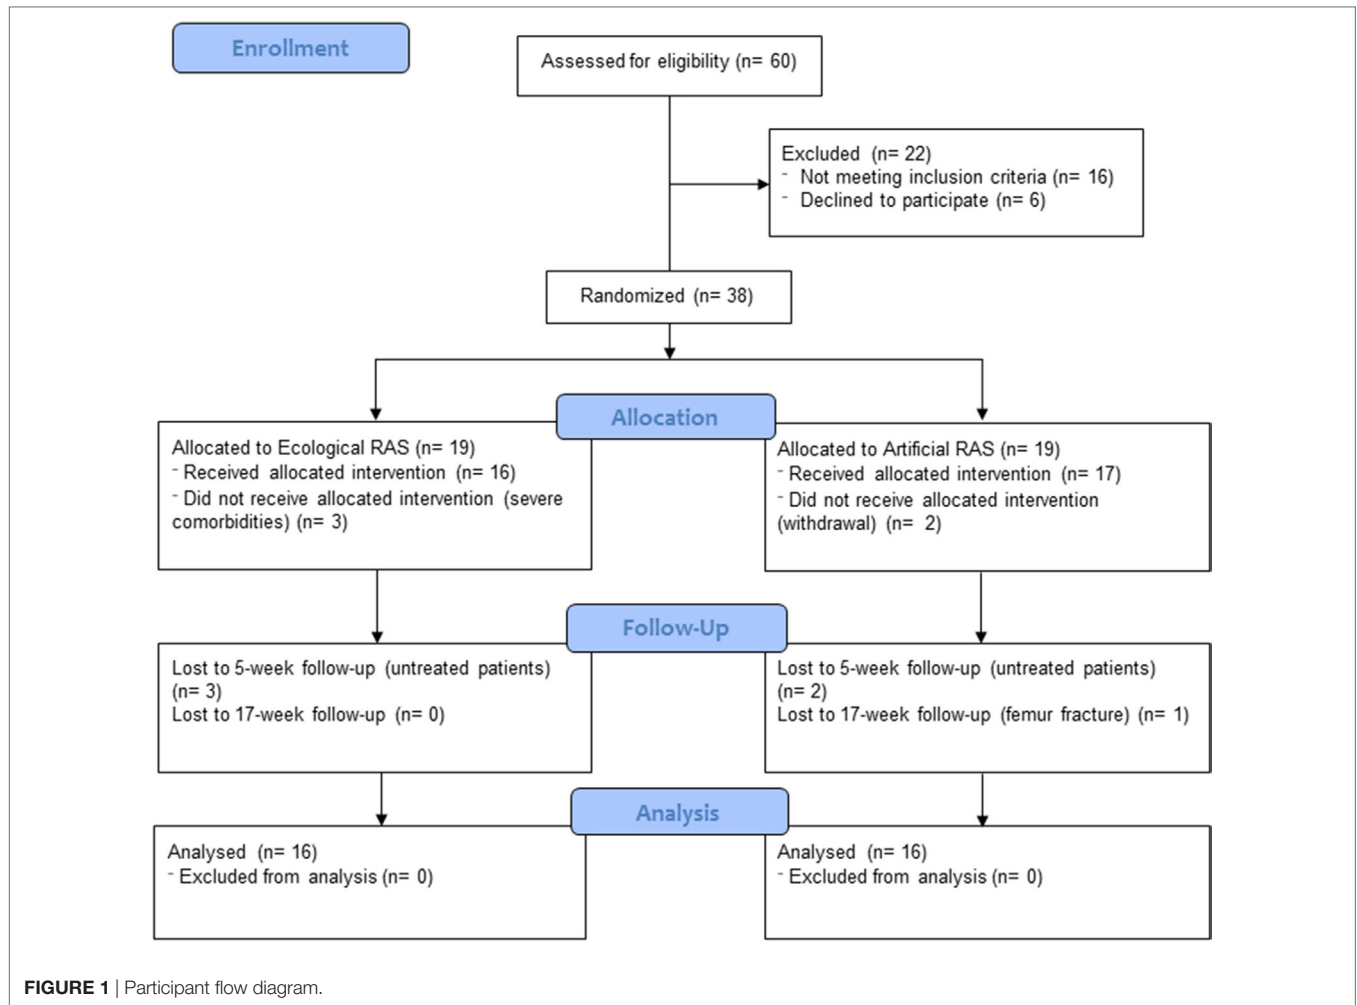 Enrollment
Assessed for eligibility (n= 60)
Excluded (n= 22)
- Not meeting inclusion criteria (n= 16)
- Declined to participate (n= 6)
Randomized (n= 38)
Allocation
Allocated to Ecological RAS (n= 19)
- Received allocated intervention (n= 16)
- Did not receive allocated intervention (severe
comorbidities) (n= 3)
Allocated to Artificial RAS (n= 19)
- Received allocated intervention (n= 17)
- Did not receive allocated intervention
(withdrawal) (n= 2)
Follow-Up
Lost to 5-week follow-up (untreated patients)
(n= 3)
Lost to 17-week follow-up (n= 0)
Lost to 5-week follow-up (untreated patients)
(n= 2)
Lost to 17-week follow-up (femur fracture) (n= 1)
Analysis
Analysed (n= 16)
- Excluded from analysis (n= 0)
Analysed (n= 16)
- Excluded from analysis (n= 0)
FIGURE 1 | Participant flow diagram.